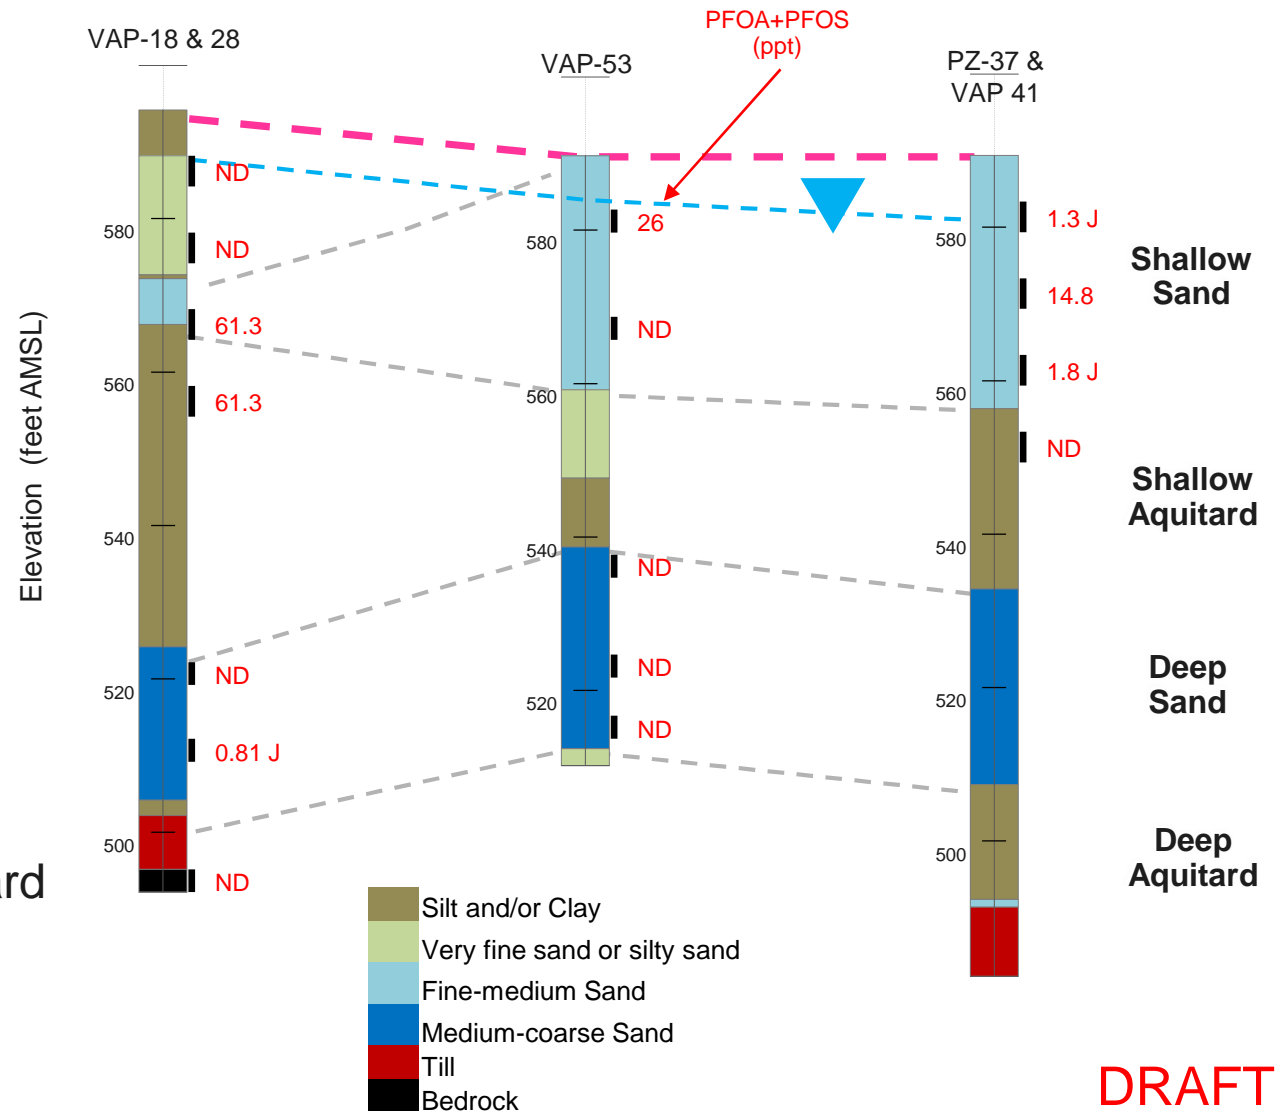 PFOA+PFOS
(ppt)
VAP-18 & 28
VAP-53
PZ-37 &
VAP 41
Elevation (feet AMSL)
580
560
540
520
500
ND
ND
61.3
61.3
ND
0.81 J
ND
580
560
540
520
26
ND
ND
ND
ND
580
560
540
520
500
1.3 J
14.8
1.8 J
ND
Shallow
Sand
Shallow
Aquitard
Deep
Sand
Deep
Aquitard
ard
Silt and/or Clay
Very fine sand or silty sand
Fine-medium Sand
Medium-coarse Sand
Till
Bedrock
DRAFT